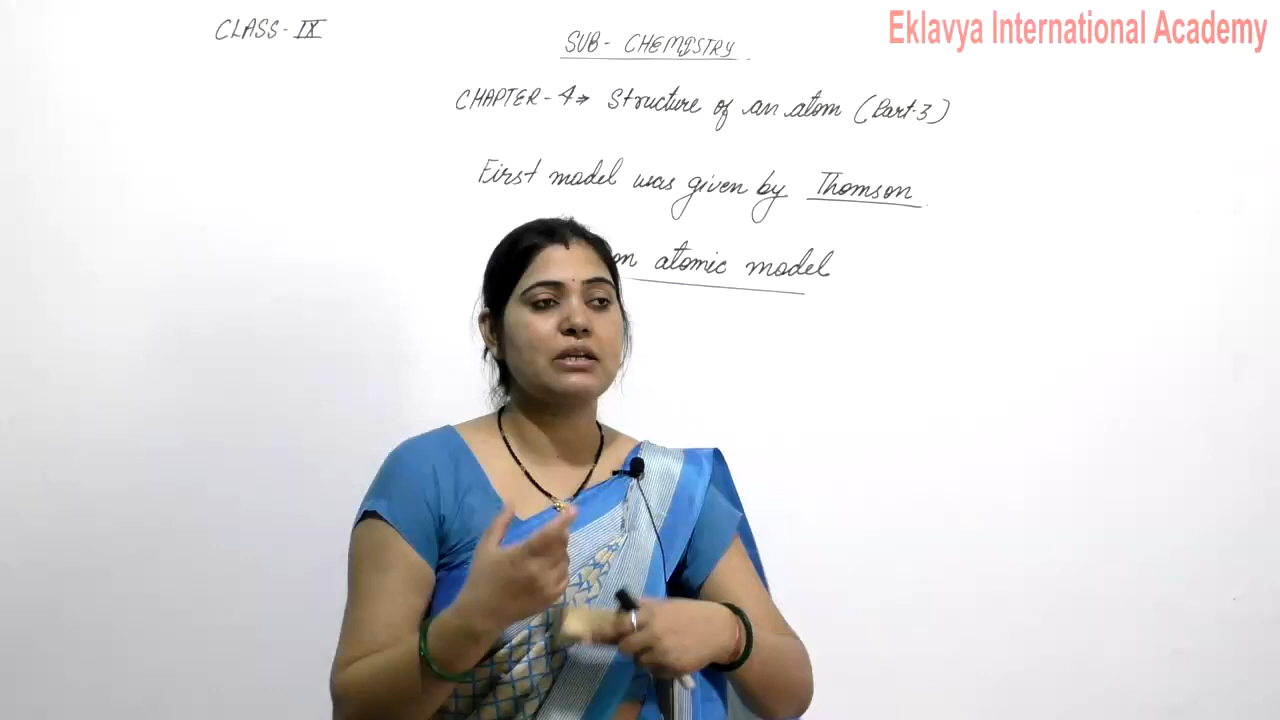 Eklavya International Academy
CLASS - IX
SUB - CHEMISTRY
CHAPTER - 4 → Structure of an atom (Part-3)
First model was given by Thomson
atomic model